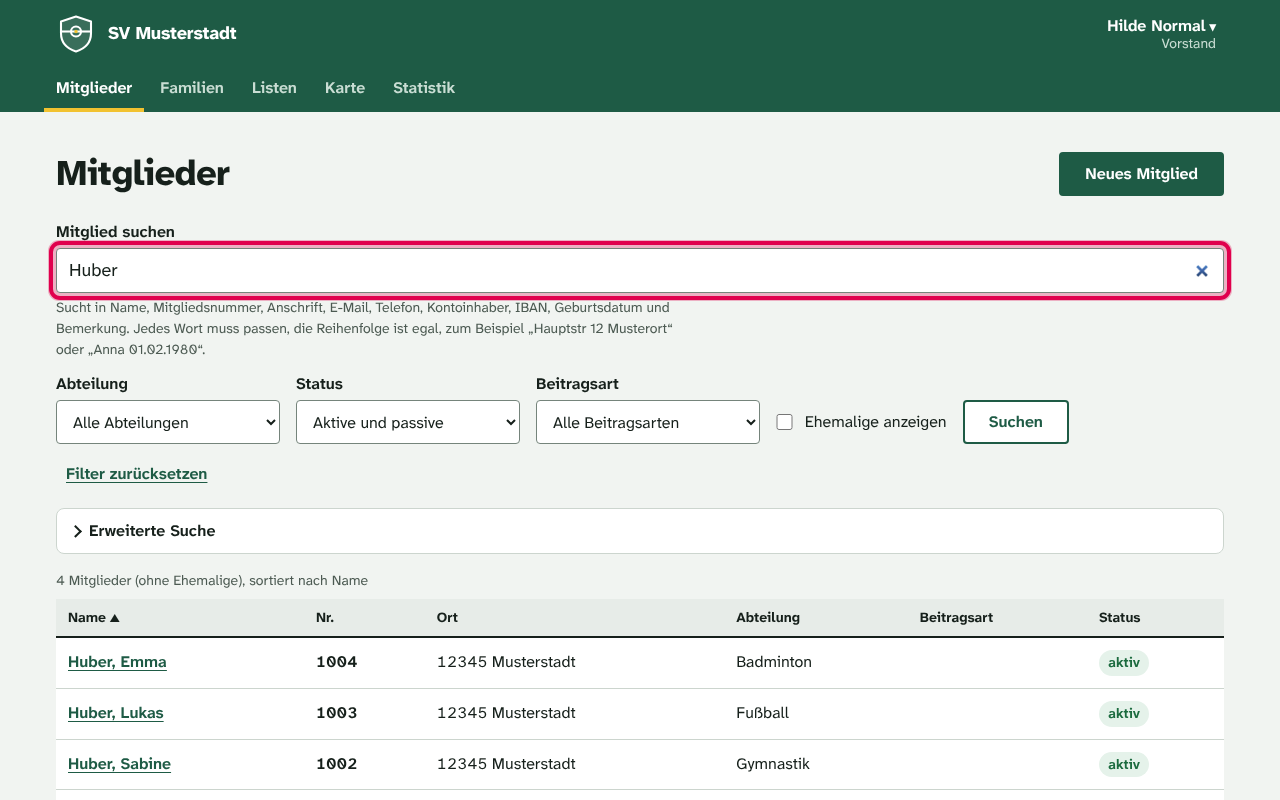 SV Musterstadt
Hilde Normal ▾
Vorstand
Mitglieder Familien Listen Karte Statistik
Mitglieder
Neues Mitglied
Mitglied suchen
Huber
Sucht in Name, Mitgliedsnummer, Anschrift, E-Mail, Telefon, Kontoinhaber, IBAN, Geburtsdatum und
Bemerkung. Jedes Wort muss passen, die Reihenfolge ist egal, zum Beispiel „Hauptstr 12 Musterort“
oder „Anna 01.02.1980“.
Abteilung Status Beitragsart
Alle Abteilungen Aktive und passive Alle Beitragsarten Ehemalige anzeigen Suchen
Filter zurücksetzen
Erweiterte Suche
4 Mitglieder (ohne Ehemalige), sortiert nach Name
Name ▲ Nr. Ort Abteilung Beitragsart Status
Huber, Emma 1004 12345 Musterstadt Badminton aktiv
Huber, Lukas 1003 12345 Musterstadt Fußball aktiv
Huber, Sabine 1002 12345 Musterstadt Gymnastik aktiv